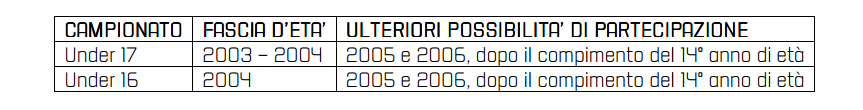 CAMPIONATO FASCIA D'ETA' ULTERIORI POSSIBILITA' DI PARTECIPAZIONE
Under 17 2003 – 2004 2005 e 2006, dopo il compimento del 14° anno di età
Under 16 2004 2005 e 2006, dopo il compimento del 14° anno di età